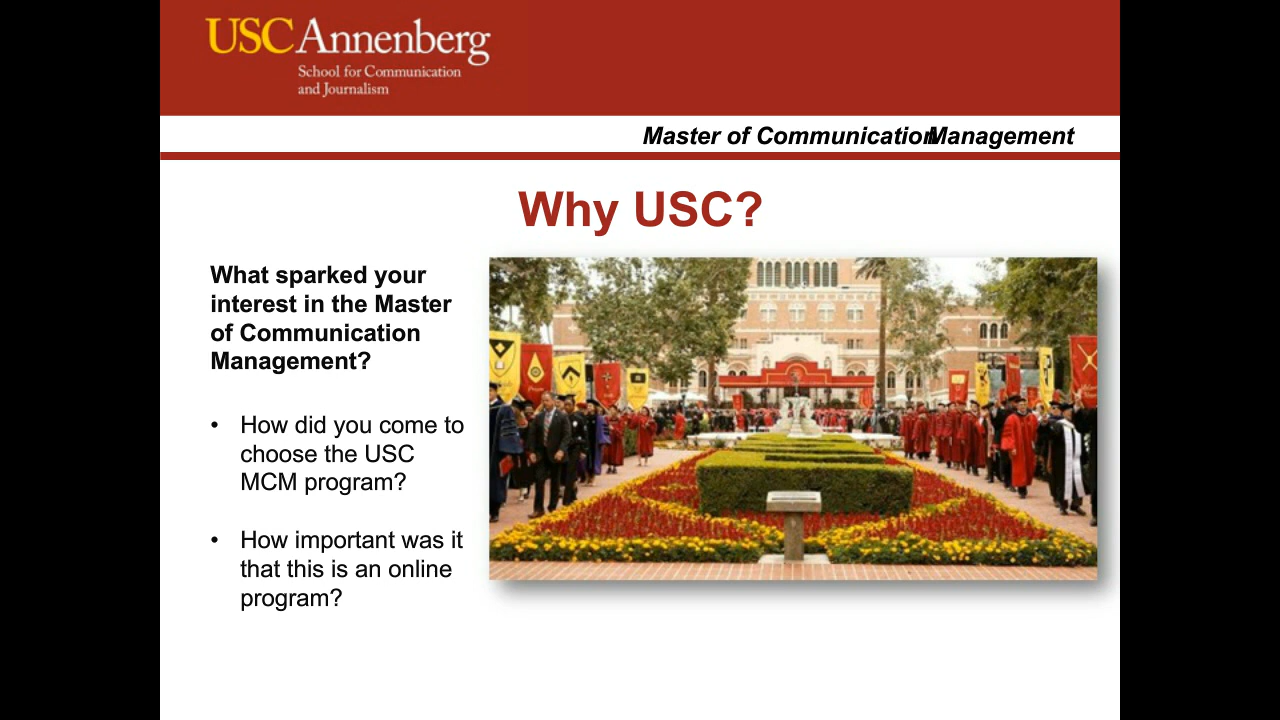 USC Annenberg
School for Communication
and Journalism
Master of Communication Management
Why USC?
What sparked your
interest in the Master
of Communication
Management?
• How did you come to
choose the USC
MCM program?
• How important was it
that this is an online
program?